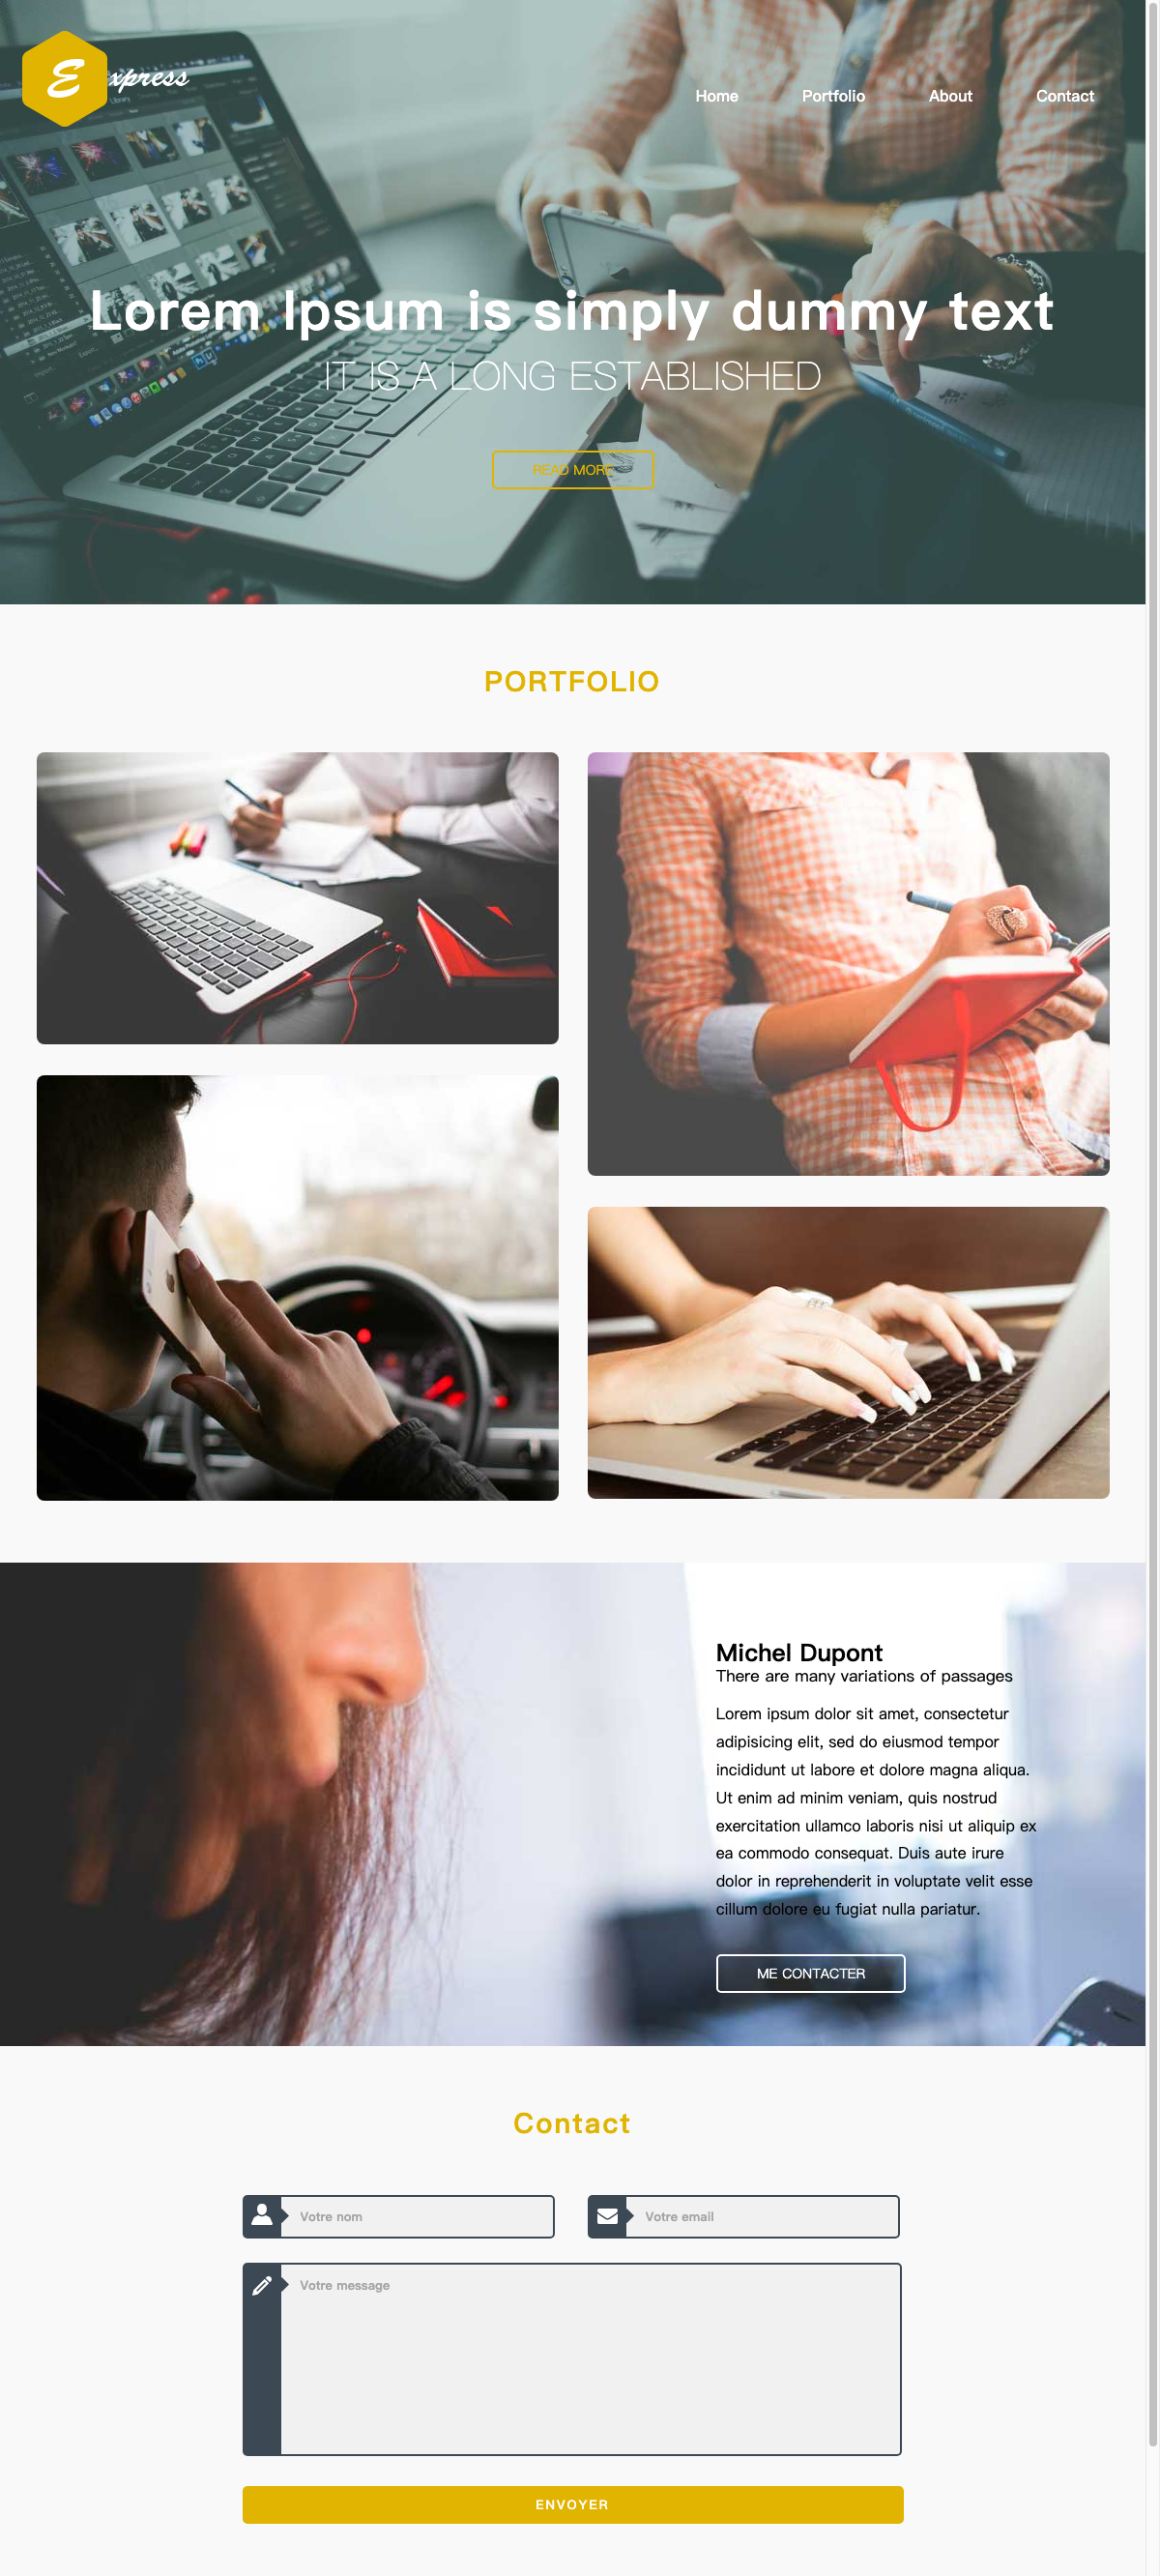 Express
Home Portfolio About Contact
Lorem Ipsum is simply dummy text
IT IS A LONG ESTABLISHED
READ MORE
PORTFOLIO
Michel Dupont
There are many variations of passages
Lorem ipsum dolor sit amet, consectetur
adipisicing elit, sed do eiusmod tempor
incididunt ut labore et dolore magna aliqua.
Ut enim ad minim veniam, quis nostrud
exercitation ullamco laboris nisi ut aliquip ex
ea commodo consequat. Duis aute irure
dolor in reprehenderit in voluptate velit esse
cillum dolore eu fugiat nulla pariatur.
ME CONTACTER
Contact
Votre nom
Votre email
Votre message
ENVOYER